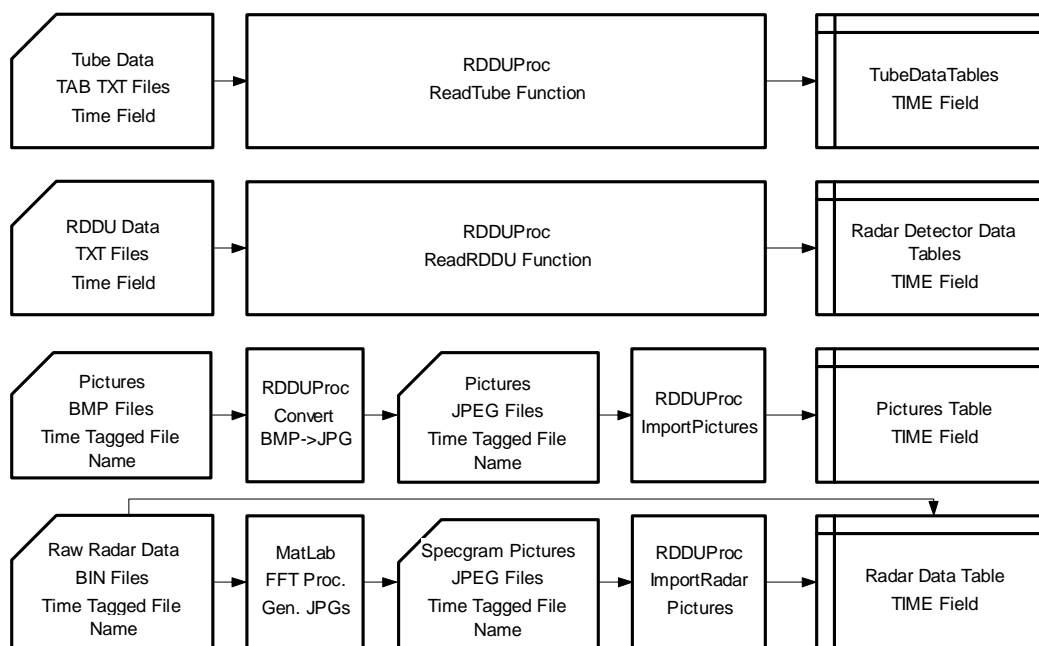 Tube Data
TAB TXT Files
Time Field
RDDUProc
ReadTube Function
TubeDataTables
TIME Field
RDDU Data
TXT Files
Time Field
RDDUProc
ReadRDDU Function
Radar Detector Data
Tables
TIME Field
Pictures
BMP Files
Time Tagged File
Name
RDDUProc
Convert
BMP->JPG
Pictures
JPEG Files
Time Tagged File
Name
RDDUProc
ImportPictures
Pictures Table
TIME Field
Raw Radar Data
BIN Files
Time Tagged File
Name
MatLab
FFT Proc.
Gen. JPGs
Specgram Pictures
JPEG Files
Time Tagged File
Name
RDDUProc
ImportRadar
Pictures
Radar Data Table
TIME Field